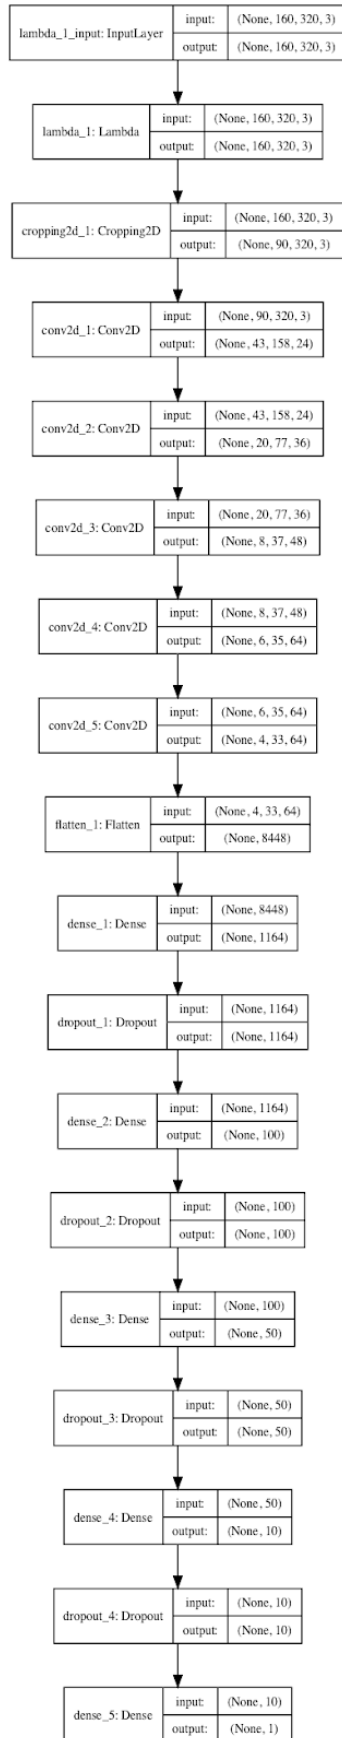 lambda_1_input: InputLayer
input: (None, 160, 320, 3)
output: (None, 160, 320, 3)
lambda_1: Lambda
input: (None, 160, 320, 3)
output: (None, 160, 320, 3)
cropping2d_1: Cropping2D
input: (None, 160, 320, 3)
output: (None, 90, 320, 3)
conv2d_1: Conv2D
input: (None, 90, 320, 3)
output: (None, 43, 158, 24)
conv2d_2: Conv2D
input: (None, 43, 158, 24)
output: (None, 20, 77, 36)
conv2d_3: Conv2D
input: (None, 20, 77, 36)
output: (None, 8, 37, 48)
conv2d_4: Conv2D
input: (None, 8, 37, 48)
output: (None, 6, 35, 64)
conv2d_5: Conv2D
input: (None, 6, 35, 64)
output: (None, 4, 33, 64)
flatten_1: Flatten
input: (None, 4, 33, 64)
output: (None, 8448)
dense_1: Dense
input: (None, 8448)
output: (None, 1164)
dropout_1: Dropout
input: (None, 1164)
output: (None, 1164)
dense_2: Dense
input: (None, 1164)
output: (None, 100)
dropout_2: Dropout
input: (None, 100)
output: (None, 100)
dense_3: Dense
input: (None, 100)
output: (None, 50)
dropout_3: Dropout
input: (None, 50)
output: (None, 50)
dense_4: Dense
input: (None, 50)
output: (None, 10)
dropout_4: Dropout
input: (None, 10)
output: (None, 10)
dense_5: Dense
input: (None, 10)
output: (None, 1)